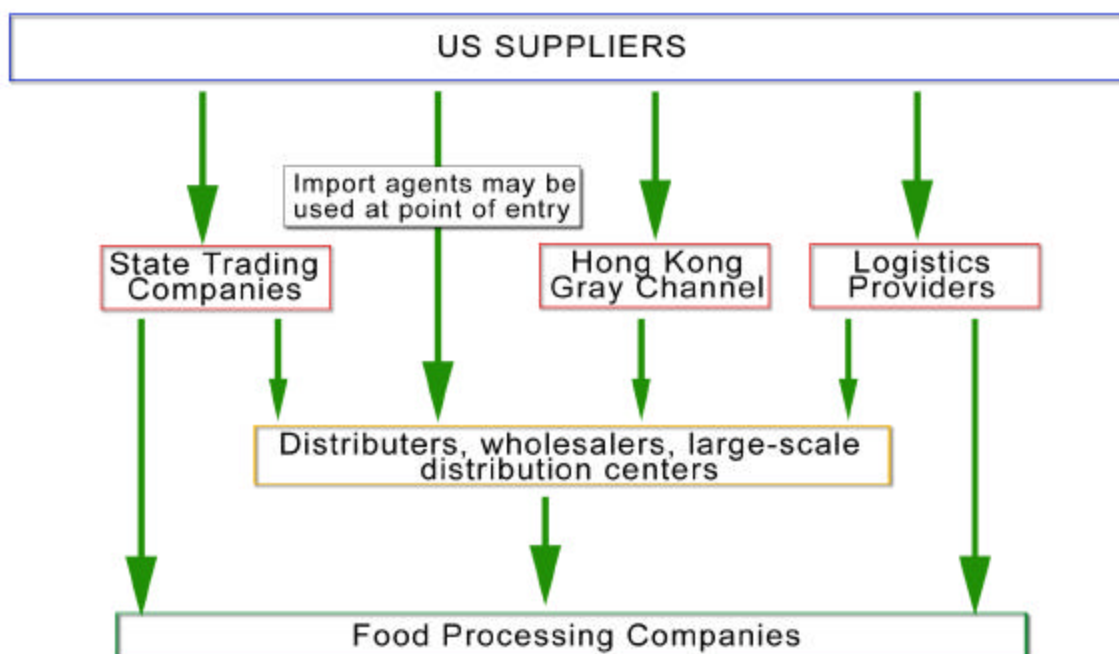 US SUPPLIERS
Import agents may be
used at point of entry
State Trading
Companies
Hong Kong
Gray Channel
Logistics
Providers
Distributers, wholesalers, large-scale
distribution centers
Food Processing Companies